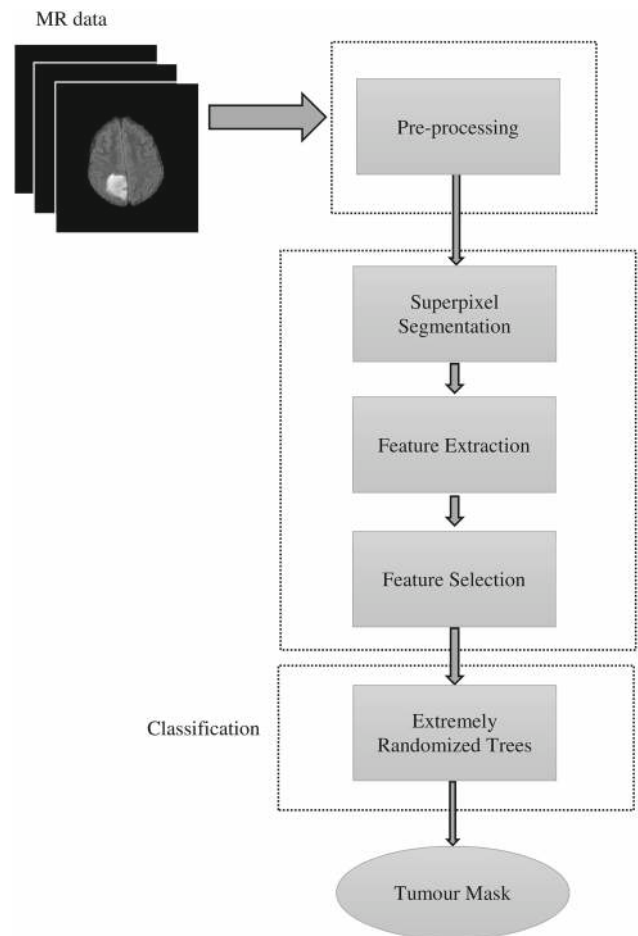 MR data
Pre-processing
Superpixel
Segmentation
Feature Extraction
Feature Selection
Classification
Extremely
Randomized Trees
Tumour Mask